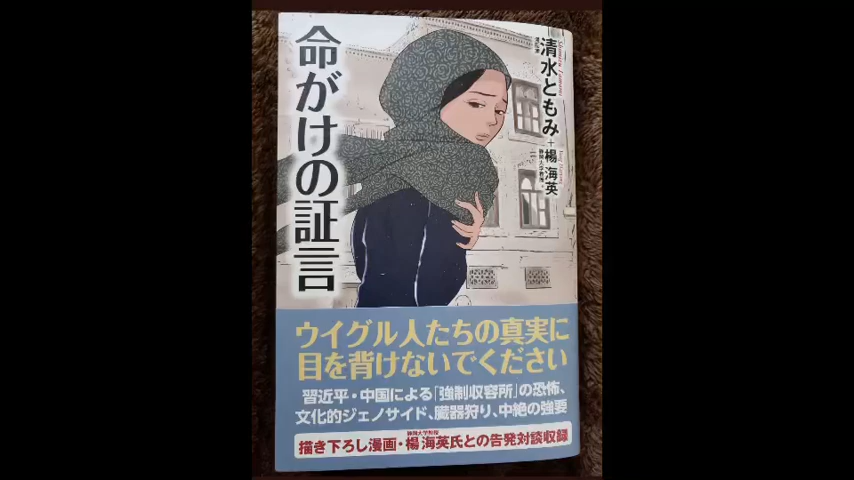 命がけの証言
清水ともみ
+
楊海英
ウイグル人たちの真実に
目を背けないでください
習近平・中国による「強制収容所」の恐怖、
文化的ジェノサイド、臓器狩り、中絶の強要
描き下ろし漫画・楊海英氏との告発対談収録